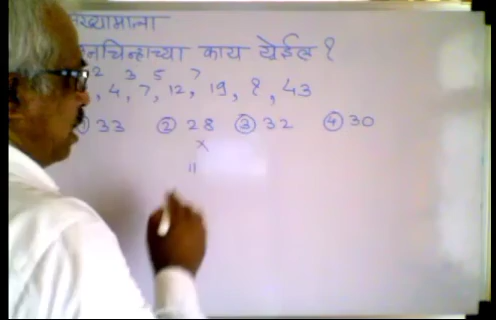 ख्यामाला
नचिन्हाच्या काय येईल ?
2 3 5 7
, 4, 7, 12, 19, ?, 43
① 33 ② 28 ③ 32 ④ 30
x
11